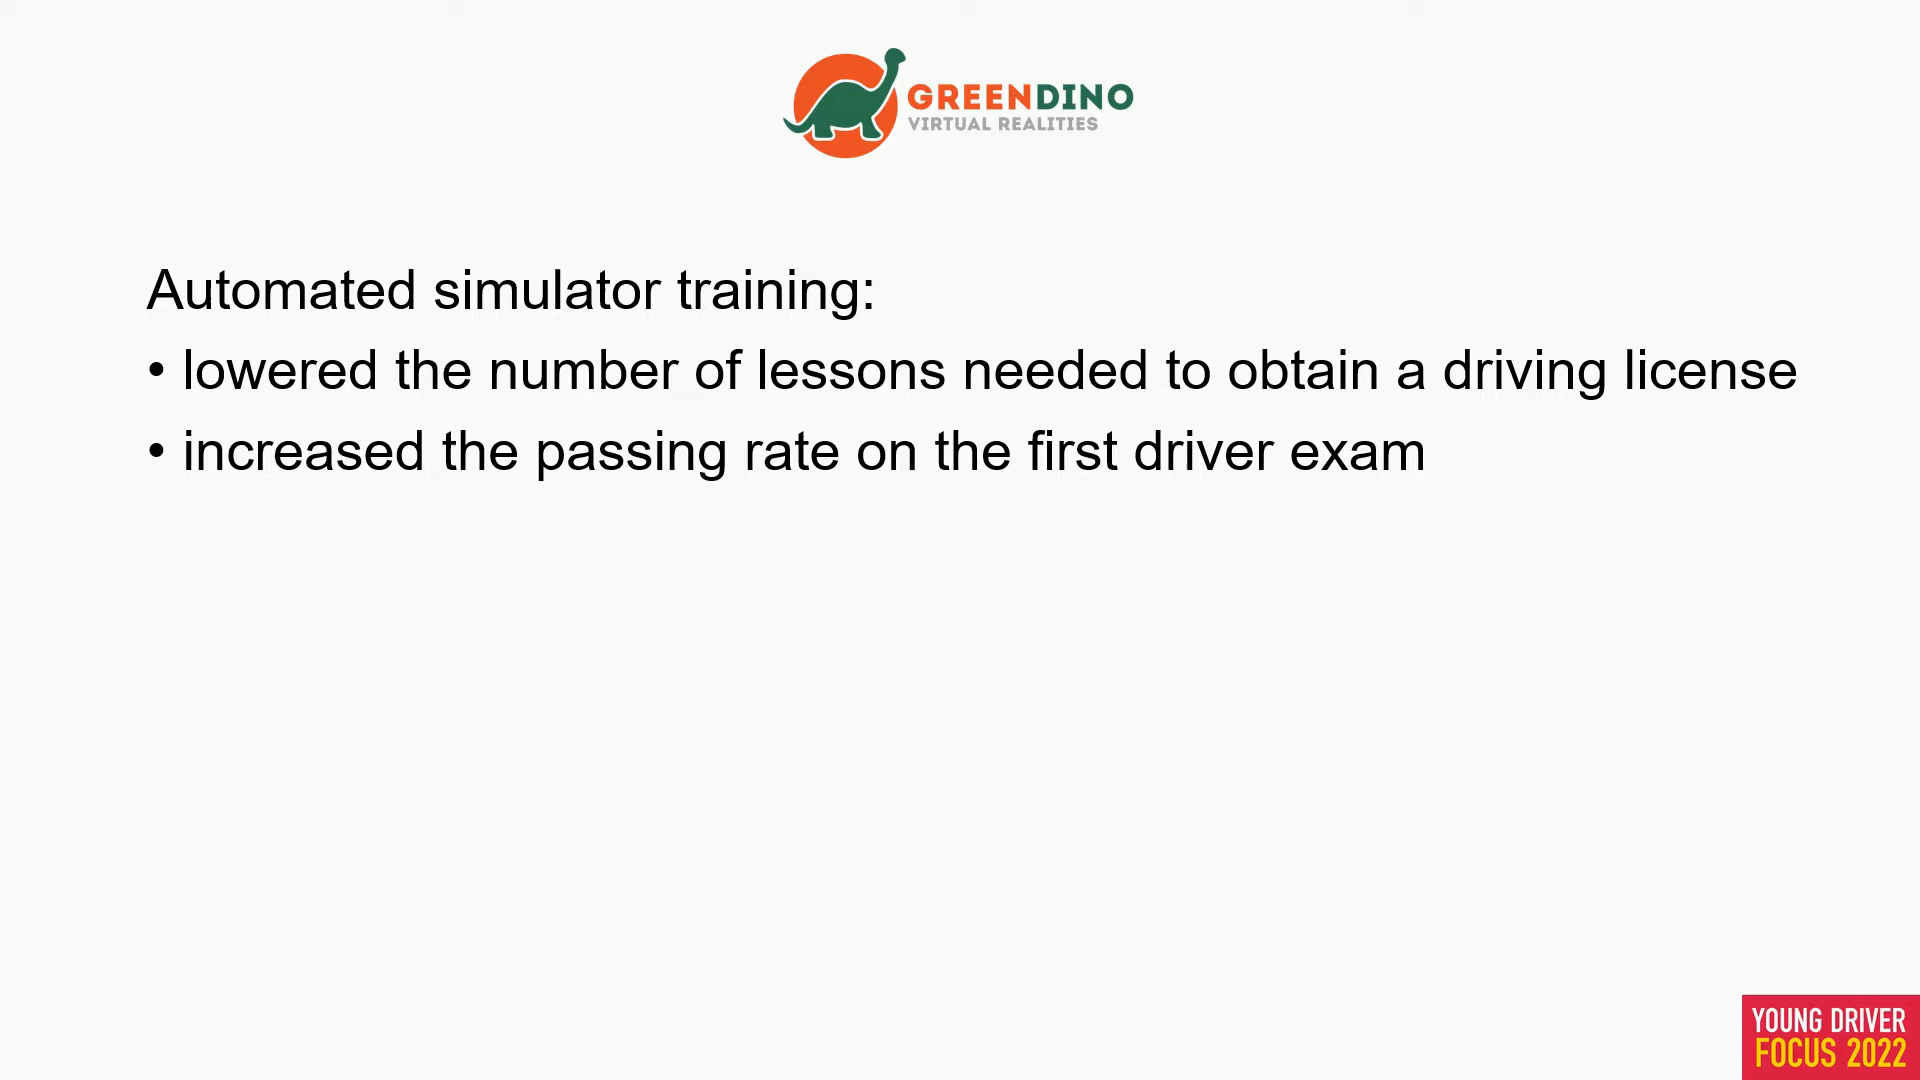 GREENDINO
VIRTUAL REALITIES
Automated simulator training:
• lowered the number of lessons needed to obtain a driving license
• increased the passing rate on the first driver exam
YOUNG DRIVER
FOCUS 2022